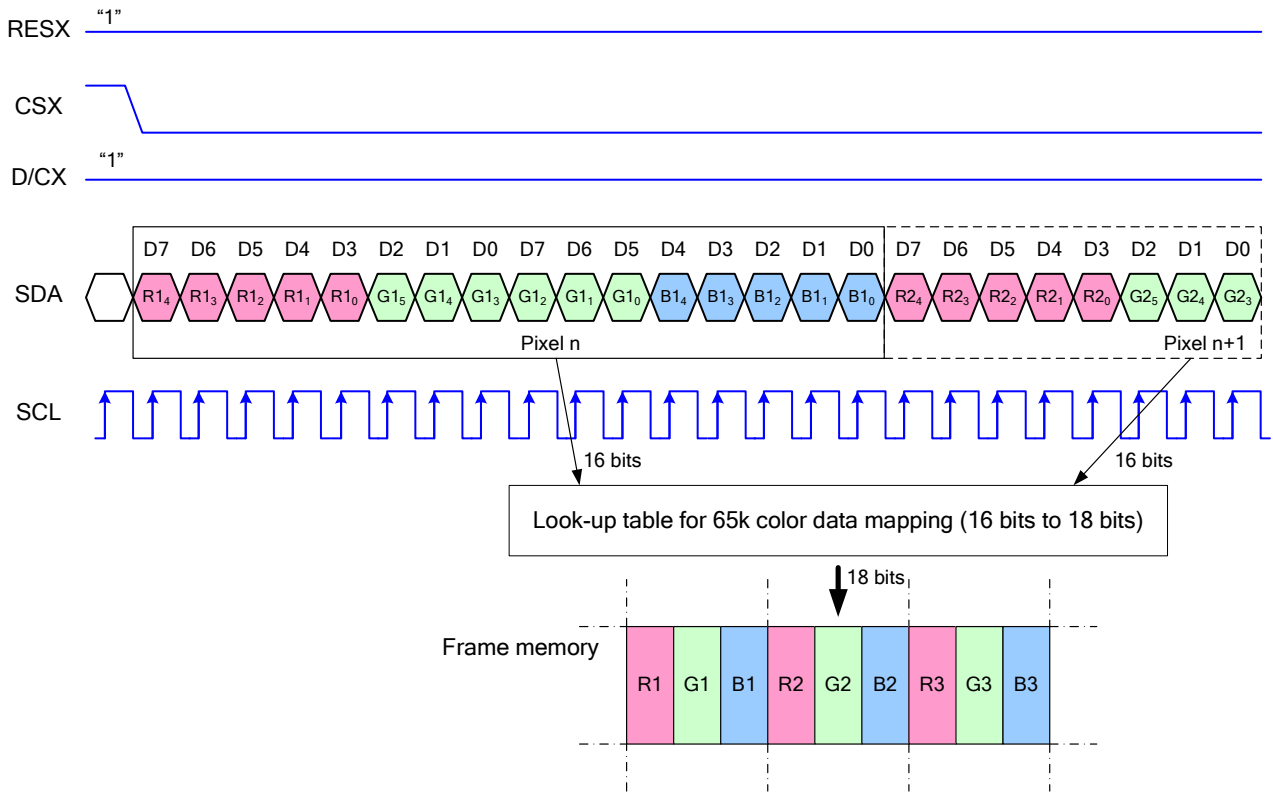 RESX “1”
CSX
D/CX “1”
D7 D6 D5 D4 D3 D2 D1 D0 D7 D6 D5 D4 D3 D2 D1 D0 D7 D6 D5 D4 D3 D2 D1 D0
SDA R1₄ R1₃ R1₂ R1₁ R1₀ G1₅ G1₄ G1₃ G1₂ G1₁ G1₀ B1₄ B1₃ B1₂ B1₁ B1₀ R2₄ R2₃ R2₂ R2₁ R2₀ G2₅ G2₄ G2₃
Pixel n Pixel n+1
SCL
16 bits 16 bits
Look-up table for 65k color data mapping (16 bits to 18 bits)
18 bits
Frame memory
R1 G1 B1 R2 G2 B2 R3 G3 B3